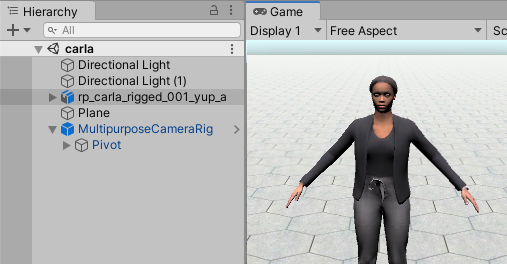 Hierarchy
All
carla
Directional Light
Directional Light (1)
rp_carla_rigged_001_yup_a
Plane
MultipurposeCameraRig
Pivot
Game
Display 1
Free Aspect
Sc